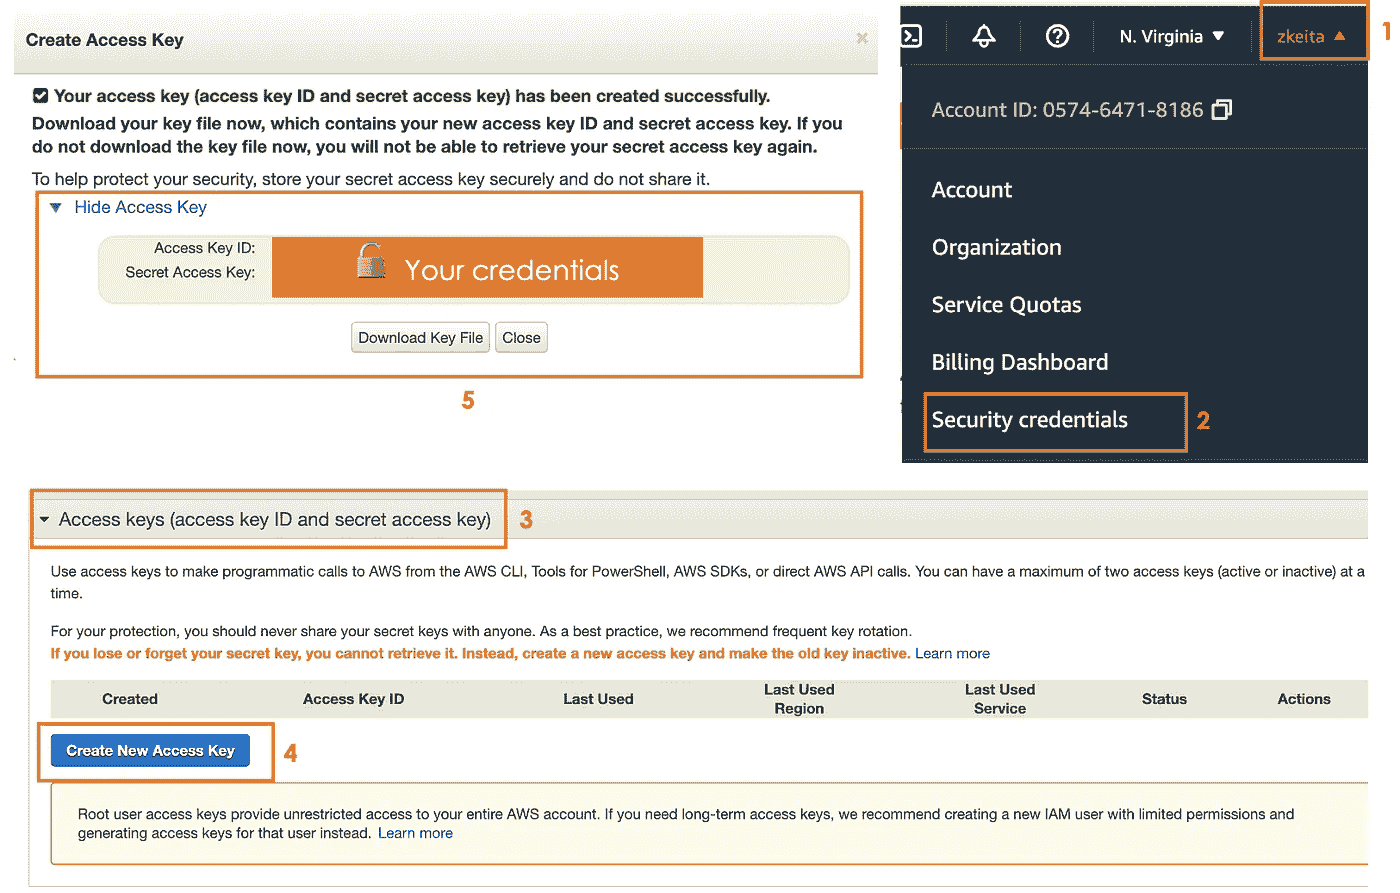 Create Access Key
×
Your access key (access key ID and secret access key) has been created successfully.
Download your key file now, which contains your new access key ID and secret access key. If you
do not download the key file now, you will not be able to retrieve your secret access key again.
To help protect your security, store your secret access key securely and do not share it.
Hide Access Key
Access Key ID:
Secret Access Key:
Your credentials
Download Key File
Close
5
N. Virginia
zkeita
1
Account ID: 0574-6471-8186
Account
Organization
Service Quotas
Billing Dashboard
Security credentials
2
Access keys (access key ID and secret access key)
3
Use access keys to make programmatic calls to AWS from the AWS CLI, Tools for PowerShell, AWS SDKs, or direct AWS API calls. You can have a maximum of two access keys (active or inactive) at a
time.
For your protection, you should never share your secret keys with anyone. As a best practice, we recommend frequent key rotation.
If you lose or forget your secret key, you cannot retrieve it. Instead, create a new access key and make the old key inactive. Learn more
Created
Access Key ID
Last Used
Last Used
Region
Last Used
Service
Status
Actions
Create New Access Key
4
Root user access keys provide unrestricted access to your entire AWS account. If you need long-term access keys, we recommend creating a new IAM user with limited permissions and
generating access keys for that user instead. Learn more